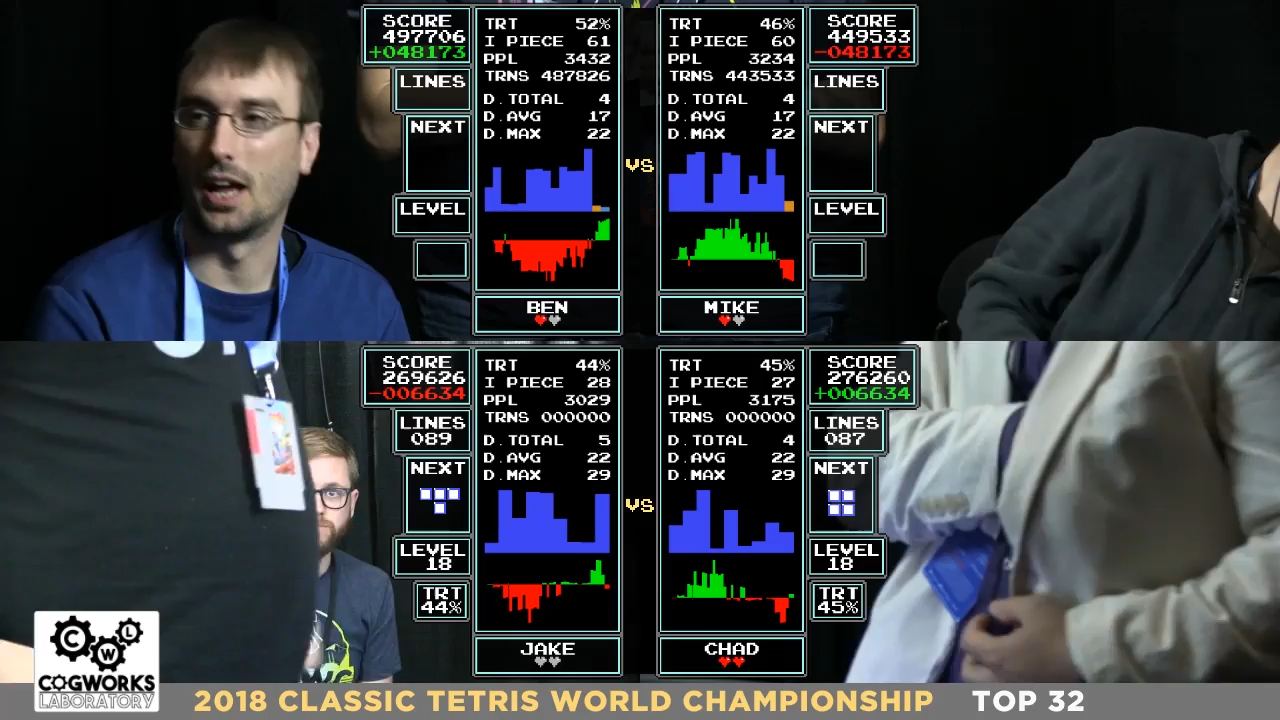 SCORE
497706
+048173
LINES
NEXT
LEVEL
TRT 52%
I PIECE 61
PPL 3432
TRNS 487826
D.TOTAL 4
D.AVG 17
D.MAX 22
BEN
VS
TRT 46%
I PIECE 60
PPL 3234
TRNS 443533
D.TOTAL 4
D.AVG 17
D.MAX 22
MIKE
SCORE
449533
-048173
LINES
NEXT
LEVEL
SCORE
269626
-006634
LINES
089
NEXT
LEVEL
18
TRT
44%
TRT 44%
I PIECE 28
PPL 3029
TRNS 000000
D.TOTAL 5
D.AVG 22
D.MAX 29
JAKE
VS
TRT 45%
I PIECE 27
PPL 3175
TRNS 000000
D.TOTAL 4
D.AVG 22
D.MAX 29
CHAD
SCORE
276260
+006634
LINES
087
NEXT
LEVEL
18
TRT
45%
C W L
COGWORKS
LABORATORY
2018 CLASSIC TETRIS WORLD CHAMPIONSHIP TOP 32